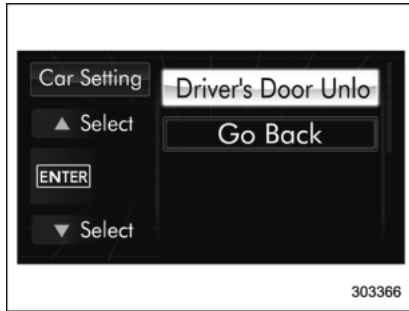 Car Setting
Driver's Door Unlo
▲ Select
Go Back
ENTER
▼ Select
303366